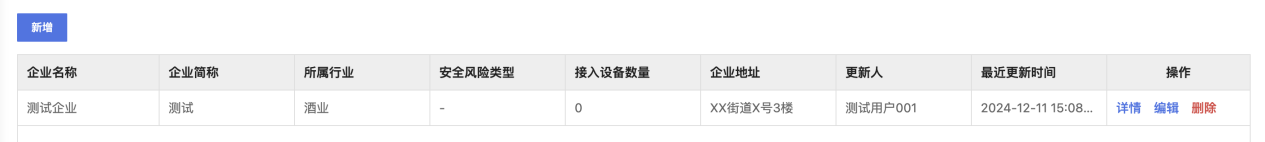 新增
企业名称 企业简称 所属行业 安全风险类型 接入设备数量 企业地址 更新人 最近更新时间 操作
测试企业 测试 酒业 - 0 XX街道X号3楼 测试用户001 2024-12-11 15:08... 详情 编辑 删除